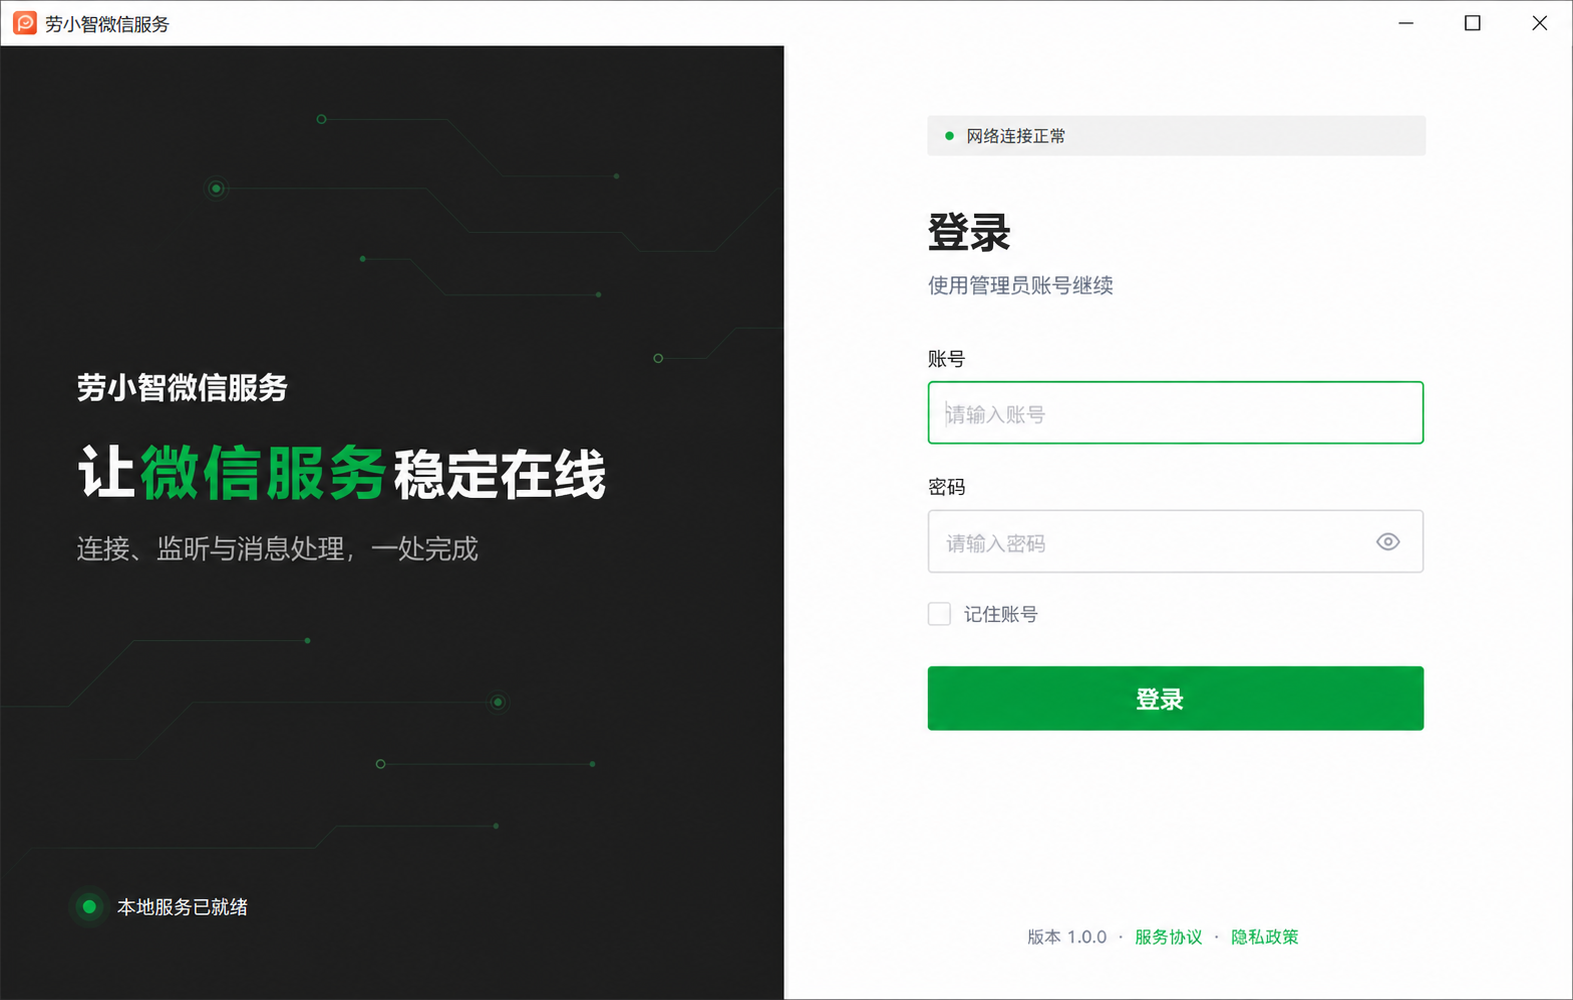 劳小智微信服务
劳小智微信服务
让微信服务稳定在线
连接、监昕与消息处理，一处完成
本地服务已就绪
网络连接正常
登录
使用管理员账号继续
账号
请输入账号
密码
请输入密码
记住账号
登录
版本 1.0.0 · 服务协议 · 隐私政策